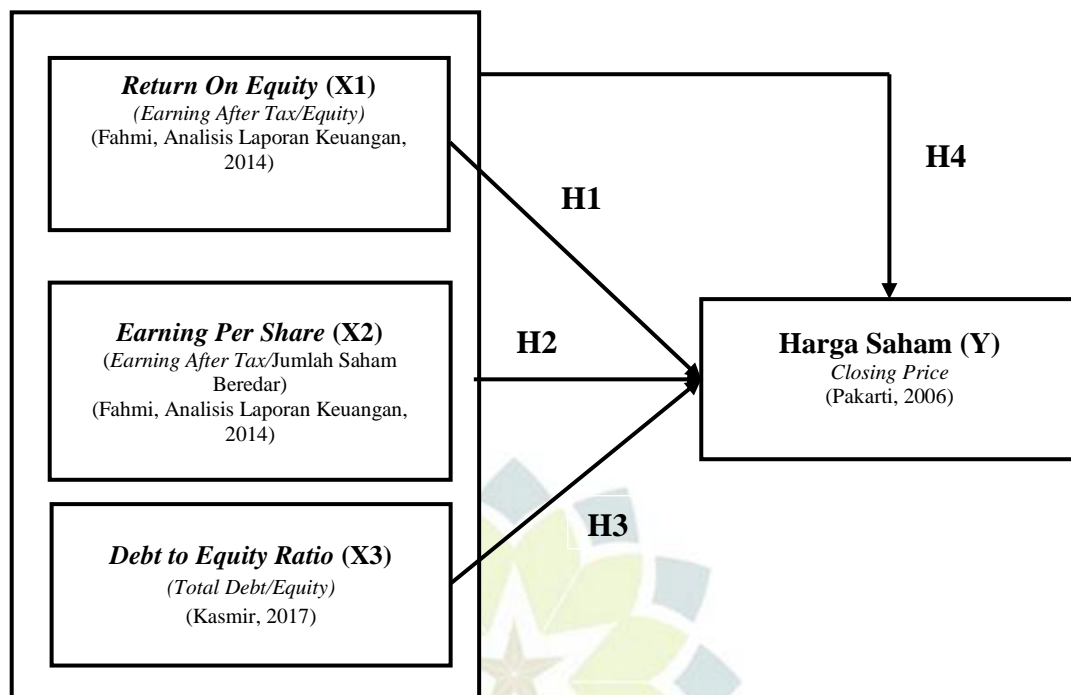 Return On Equity (X1)
(Earning After Tax/Equity)
(Fahmi, Analisis Laporan Keuangan,
2014)
H4
H1
Earning Per Share (X2)
(Earning After Tax/Jumlah Saham
Beredar)
(Fahmi, Analisis Laporan Keuangan,
2014)
H2
Harga Saham (Y)
Closing Price
(Pakarti, 2006)
H3
Debt to Equity Ratio (X3)
(Total Debt/Equity)
(Kasmir, 2017)